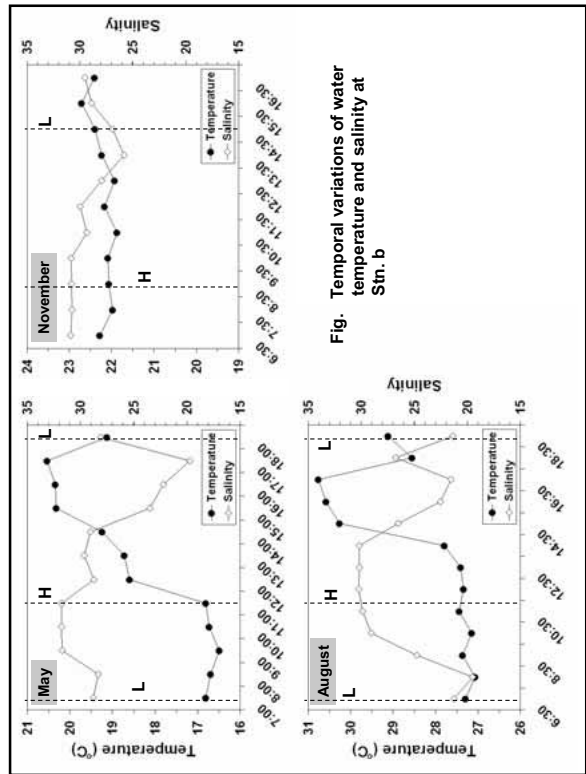 May
L
H
L
Temperature (°C)
21
20
19
18
17
16
35
30
25
20
15
Temperature
Salinity
7:00
8:00
9:00
10:00
11:00
12:00
13:00
14:00
15:00
16:00
17:00
18:00
November
H
L
24
23
22
21
20
19
35
30
25
20
15
Salinity
Temperature
Salinity
6:30
7:30
8:30
9:30
10:30
11:30
12:30
13:30
14:30
15:30
16:30
August
L
H
L
Temperature (°C)
31
29
28
27
26
35
30
25
20
15
Salinity
Temperature
Salinity
6:30
8:30
10:30
12:30
14:30
16:30
18:30
Fig. Temporal variations of water
temperature and salinity at
Stn. b